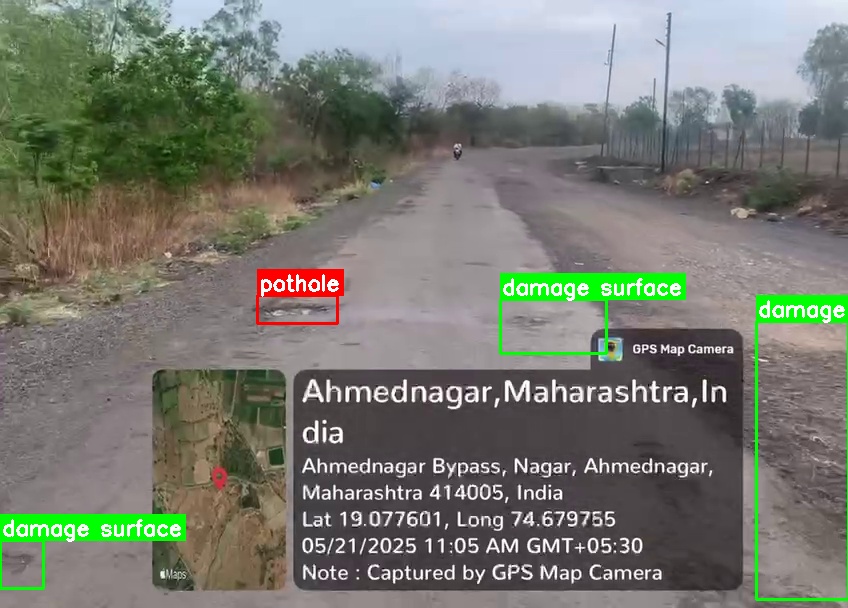 pothole
damage surface
damage
GPS Map Camera
Ahmednagar,Maharashtra,In
dia
Ahmednagar Bypass, Nagar, Ahmednagar,
Maharashtra 414005, India
Lat 19.077601, Long 74.679755
05/21/2025 11:05 AM GMT+05:30
Note : Captured by GPS Map Camera
Maps
damage surface